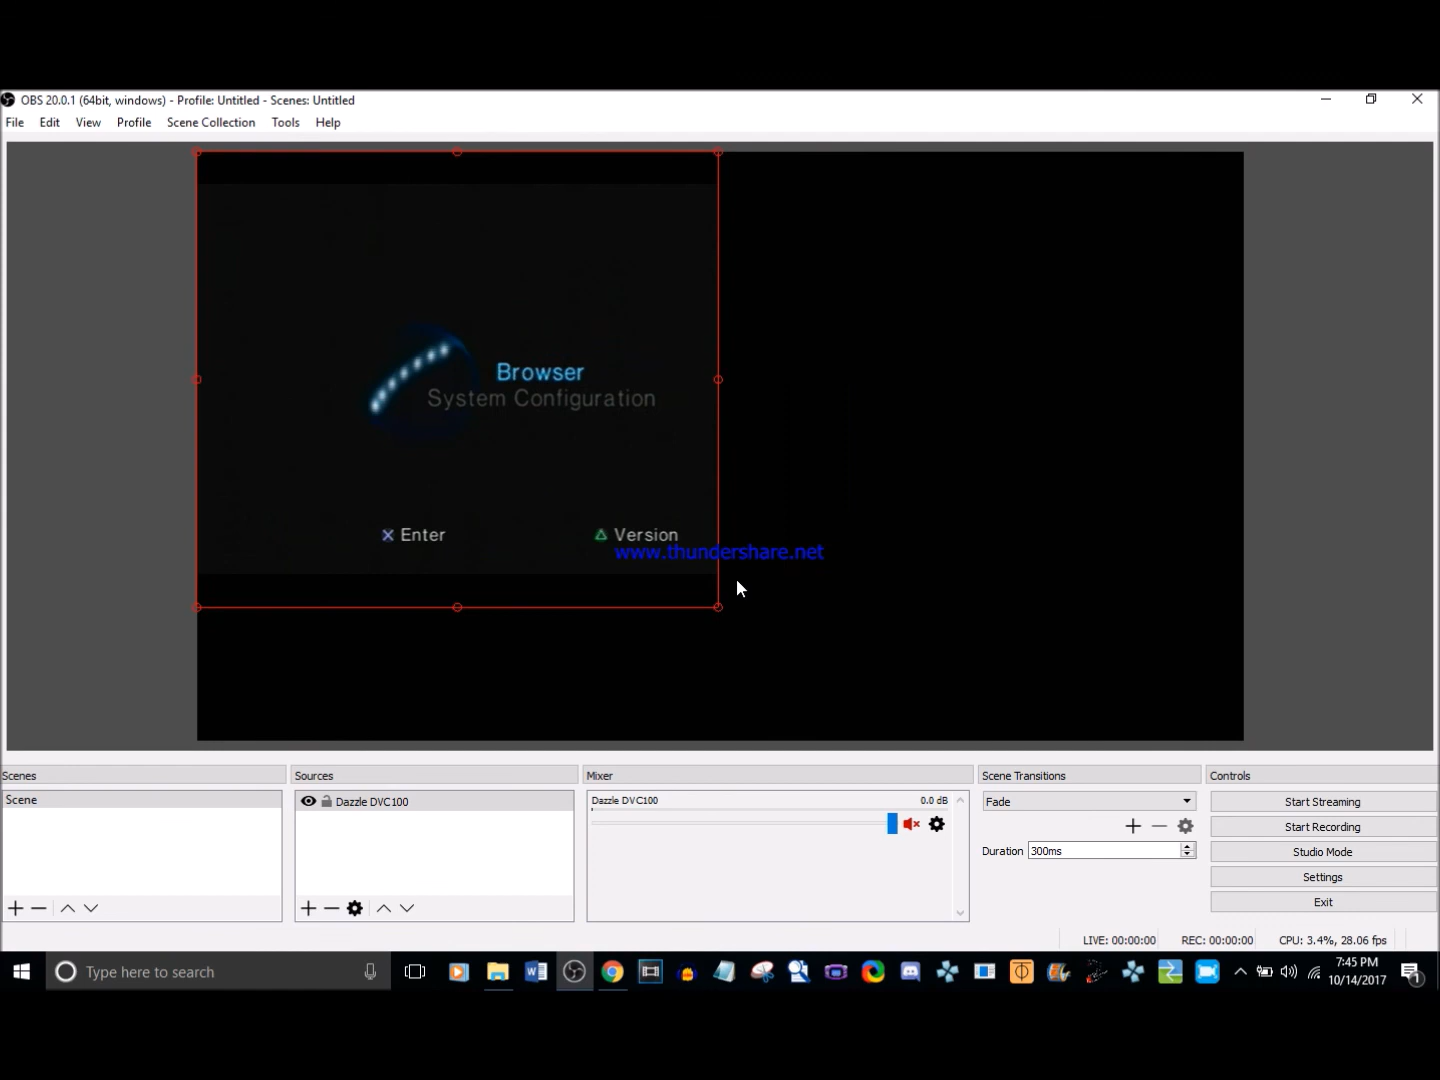 OBS 20.0.1 (64bit, windows) - Profile: Untitled - Scenes: Untitled
File Edit View Profile Scene Collection Tools Help
Browser
System Configuration
Enter Version
www.thundershare.net
Scenes Sources Mixer Scene Transitions Controls
Scene Dazzle DVC100 Dazzle DVC100 0.0 dB Fade Start Streaming
Start Recording
Duration 300ms Studio Mode
Settings
Exit
LIVE: 00:00:00 REC: 00:00:00 CPU: 3.4%, 28.06 fps
Type here to search 7:45 PM
10/14/2017